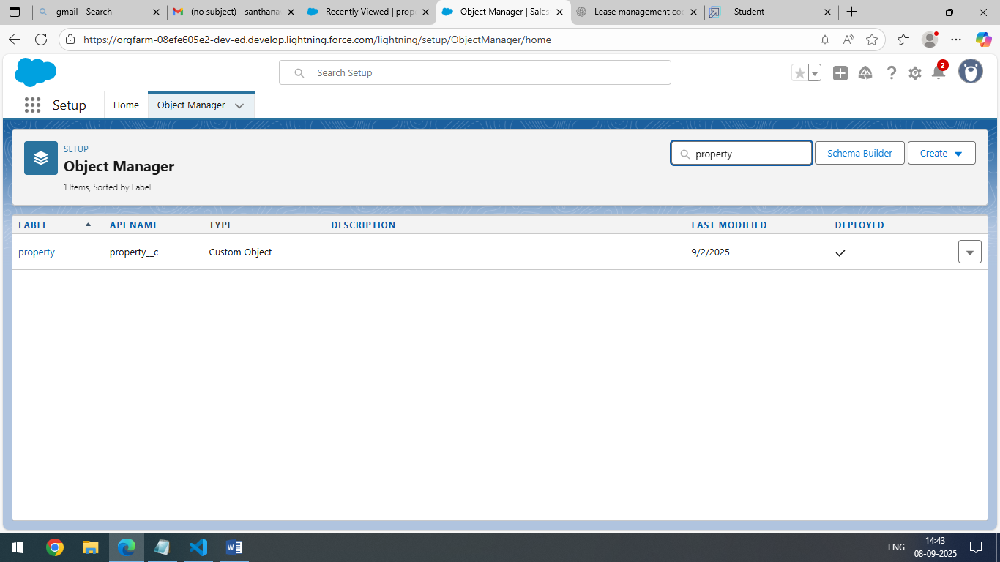 gmail - Search
(no subject) - santhana
Recently Viewed | prop
Object Manager | Sales
Lease management co
- Student
https://orgfarm-08efe605e2-dev-ed.develop.lightning.force.com/lightning/setup/ObjectManager/home
Search Setup
2
Setup
Home
Object Manager
SETUP
Object Manager
1 Items, Sorted by Label
property
Schema Builder
Create
LABEL API NAME TYPE DESCRIPTION LAST MODIFIED DEPLOYED
property property__c Custom Object 9/2/2025
ENG
14:43
08-09-2025